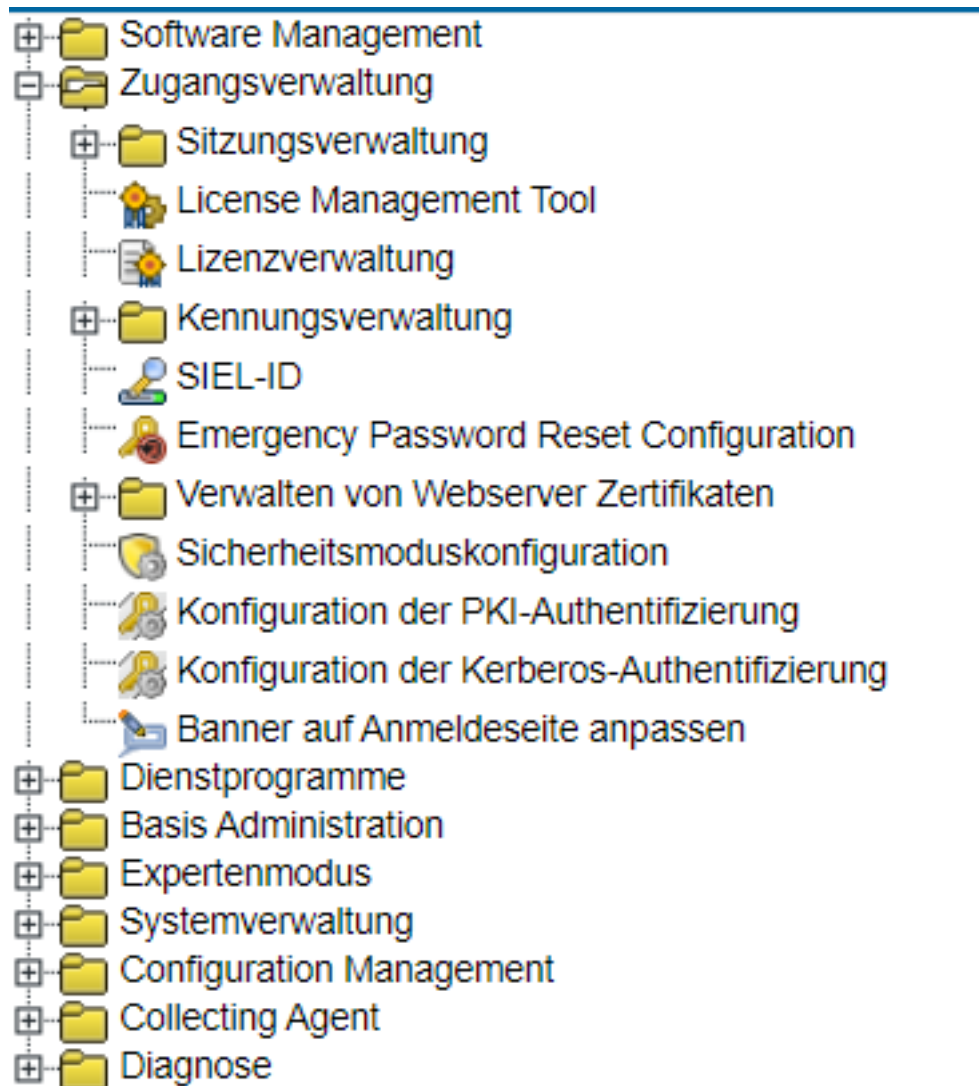 Software Management
Zugangsverwaltung
Sitzungsverwaltung
License Management Tool
Lizenzverwaltung
Kennungsverwaltung
SIEL-ID
Emergency Password Reset Configuration
Verwalten von Webserver Zertifikaten
Sicherheitsmoduskonfiguration
Konfiguration der PKI-Authentifizierung
Konfiguration der Kerberos-Authentifizierung
Banner auf Anmeldeseite anpassen
Dienstprogramme
Basis Administration
Expertenmodus
Systemverwaltung
Configuration Management
Collecting Agent
Diagnose